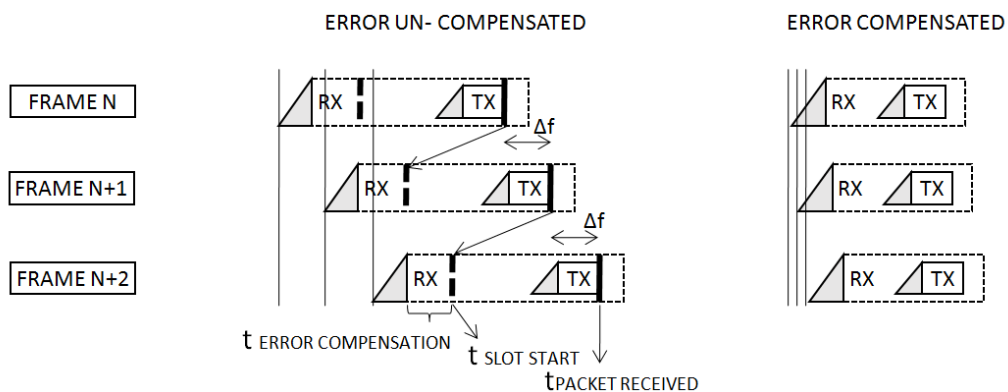 ERROR UN- COMPENSATED
ERROR COMPENSATED
FRAME N
RX
TX
RX
TX
Δf
FRAME N+1
RX
TX
RX
TX
Δf
FRAME N+2
RX
TX
RX
TX
t ERROR COMPENSATION
t SLOT START
tPACKET RECEIVED